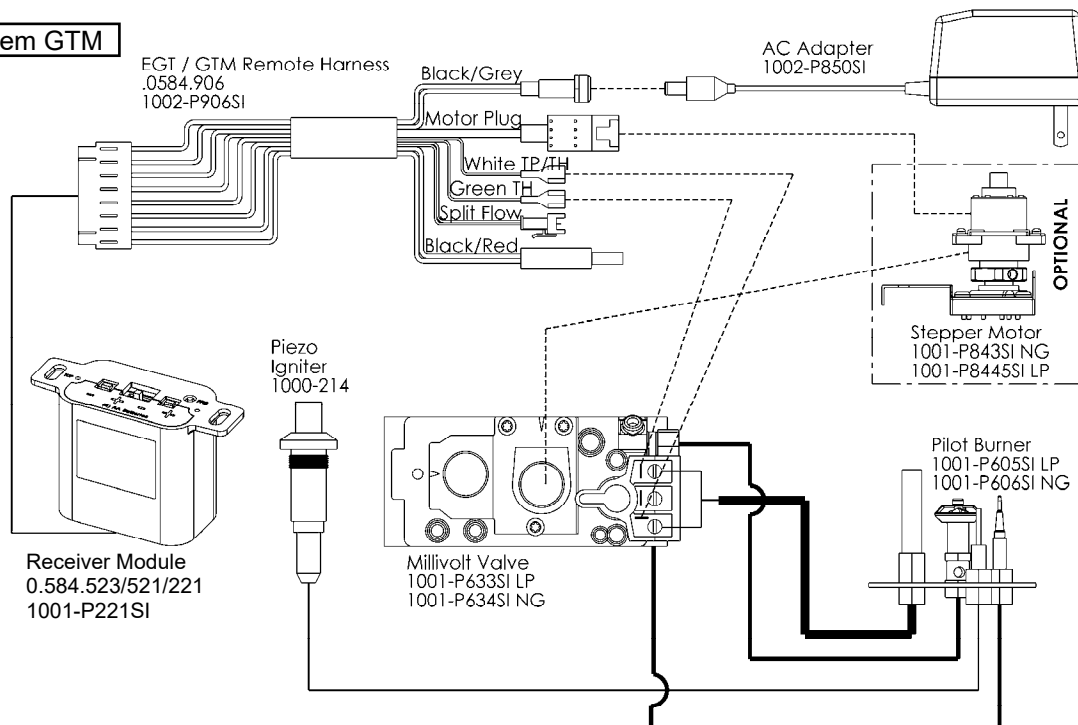 em GTM
EGT / GTM Remote Harness
.0584.906
1002-P906SI
Black/Grey
Motor Plug
White TP/TH
Green TH
Split Flow
Black/Red
AC Adapter
1002-P850SI
OPTIONAL
Stepper Motor
1001-P843SI NG
1001-P8445SI LP
Piezo
Igniter
1000-214
Receiver Module
0.584.523/521/221
1001-P221SI
Millivolt Valve
1001-P633SI LP
1001-P634SI NG
Pilot Burner
1001-P605SI LP
1001-P606SI NG